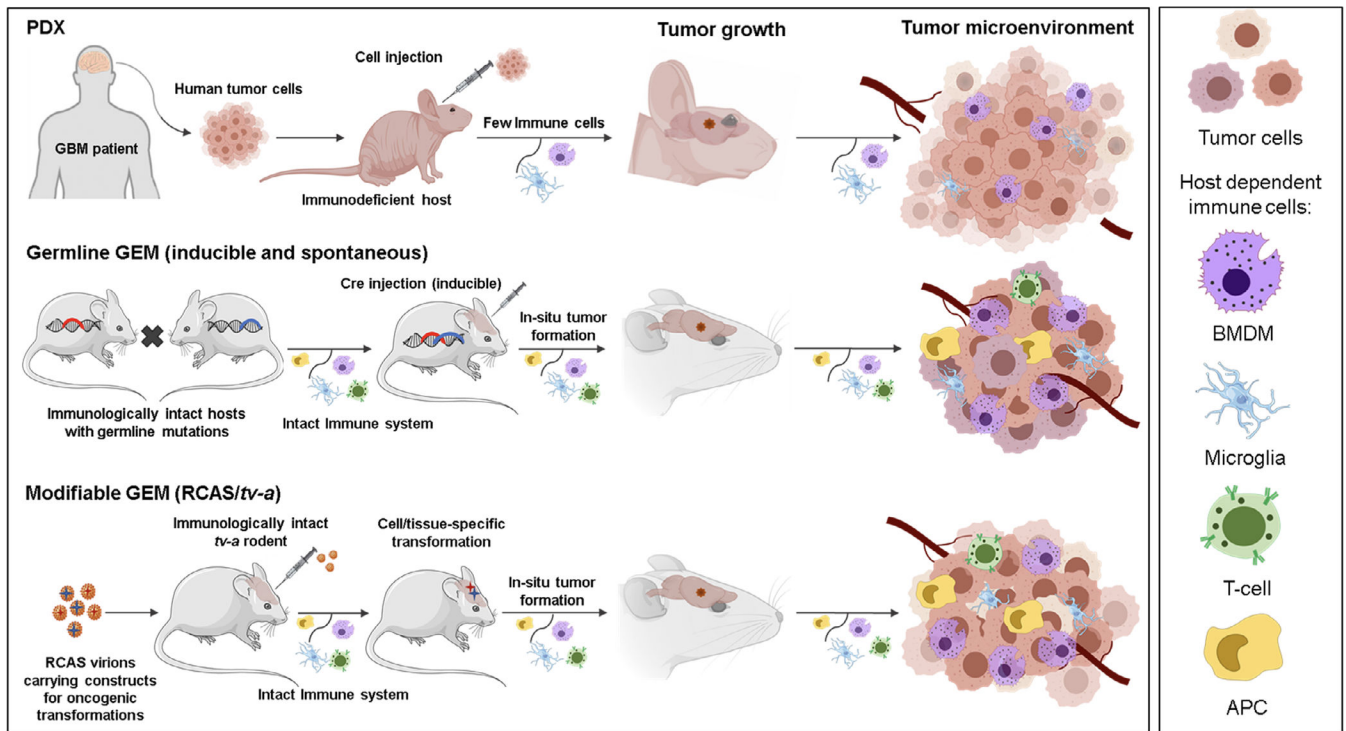 PDX
Tumor growth
Tumor microenvironment
Cell injection
Human tumor cells
GBM patient
Few Immune cells
Immunodeficient host
Germline GEM (inducible and spontaneous)
Cre injection (inducible)
In-situ tumor
formation
Immunologically intact hosts
with germline mutations
Intact Immune system
Modifiable GEM (RCAS/tv-a)
Immunologically intact
tv-a rodent
Cell/tissue-specific
transformation
In-situ tumor
formation
RCAS virions
carrying constructs
for oncogenic
transformations
Intact Immune system
Tumor cells
Host dependent
immune cells:
BMDM
Microglia
T-cell
APC